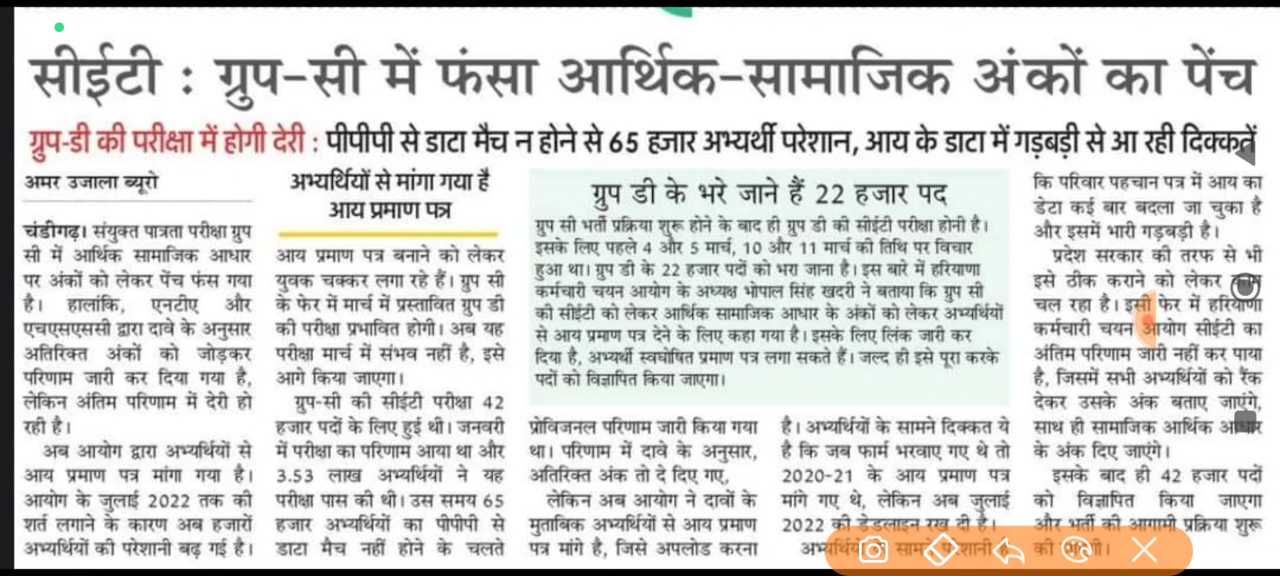 सीईटी : ग्रुप-सी में फंसा आर्थिक-सामाजिक अंकों का पेंच
ग्रुप-डी की परीक्षा में होगी देरी : पीपीपी से डाटा मैच न होने से 65 हजार अभ्यर्थी परेशान, आय के डाटा में गड़बड़ी से आ रही दिक्कतें
अमर उजाला ब्यूरो
चंडीगढ़। संयुक्त पात्रता परीक्षा ग्रुप
सी में आर्थिक सामाजिक आधार
पर अंकों को लेकर पेंच फंस गया
है। हालांकि, एनटीए और
एचएसएससी द्वारा दावे के अनुसार
अतिरिक्त अंकों को जोड़कर
परिणाम जारी कर दिया गया है,
लेकिन अंतिम परिणाम में देरी हो
रही है।
अब आयोग द्वारा अभ्यर्थियों से
आय प्रमाण पत्र मांगा गया है।
आयोग के जुलाई 2022 तक की
शर्त लगाने के कारण अब हजारों
अभ्यर्थियों की परेशानी बढ़ गई है।
अभ्यर्थियों से मांगा गया है
आय प्रमाण पत्र
आय प्रमाण पत्र बनाने को लेकर
युवक चक्कर लगा रहे हैं। ग्रुप सी
के फेर में मार्च में प्रस्तावित ग्रुप डी
की परीक्षा प्रभावित होगी। अब यह
परीक्षा मार्च में संभव नहीं है, इसे
आगे किया जाएगा।
ग्रुप-सी की सीईटी परीक्षा 42
हजार पदों के लिए हुई थी। जनवरी
में परीक्षा का परिणाम आया था और
3.53 लाख अभ्यर्थियों ने यह
परीक्षा पास की थी। उस समय 65
हजार अभ्यर्थियों का पीपीपी से
डाटा मैच नहीं होने के चलते
ग्रुप डी के भरे जाने हैं 22 हजार पद
ग्रुप सी भर्ती प्रक्रिया शुरू होने के बाद ही ग्रुप डी की सीईटी परीक्षा होनी है।
इसके लिए पहले 4 और 5 मार्च, 10 और 11 मार्च की तिथि पर विचार
हुआ था। ग्रुप डी के 22 हजार पदों को भरा जाना है। इस बारे में हरियाणा
कर्मचारी चयन आयोग के अध्यक्ष भोपाल सिंह खदरी ने बताया कि ग्रुप सी
की सीईटी को लेकर आर्थिक सामाजिक आधार के अंकों को लेकर अभ्यर्थियों
से आय प्रमाण पत्र देने के लिए कहा गया है। इसके लिए लिंक जारी कर
दिया है, अभ्यर्थी स्वघोषित प्रमाण पत्र लगा सकते हैं। जल्द ही इसे पूरा करके
पदों को विज्ञापित किया जाएगा।
प्रोविजनल परिणाम जारी किया गया
था। परिणाम में दावे के अनुसार,
अतिरिक्त अंक तो दे दिए गए,
लेकिन अब आयोग ने दावों के
मुताबिक अभ्यर्थियों से आय प्रमाण
पत्र मांगे है, जिसे अपलोड करना
है। अभ्यर्थियों के सामने दिक्कत ये
है कि जब फार्म भरवाए गए थे तो
2020-21 के आय प्रमाण पत्र
मांगे गए थे, लेकिन अब जुलाई
2022 की डेडलाइन रख दी है।
अभ्यर्थियों के सामने परेशानी है
कि परिवार पहचान पत्र में आय का
डेटा कई बार बदला जा चुका है
और इसमें भारी गड़बड़ी है।
प्रदेश सरकार की तरफ से भी
इसे ठीक कराने को लेकर काम
चल रहा है। इसी फेर में हरियाणा
कर्मचारी चयन आयोग सीईटी का
अंतिम परिणाम जारी नहीं कर पाया
है, जिसमें सभी अभ्यर्थियों को रैंक
देकर उसके अंक बताए जाएंगे,
साथ ही सामाजिक आर्थिक आधार
के अंक दिए जाएंगे।
इसके बाद ही 42 हजार पदों
को विज्ञापित किया जाएगा
और भर्ती की आगामी प्रक्रिया शुरू
की